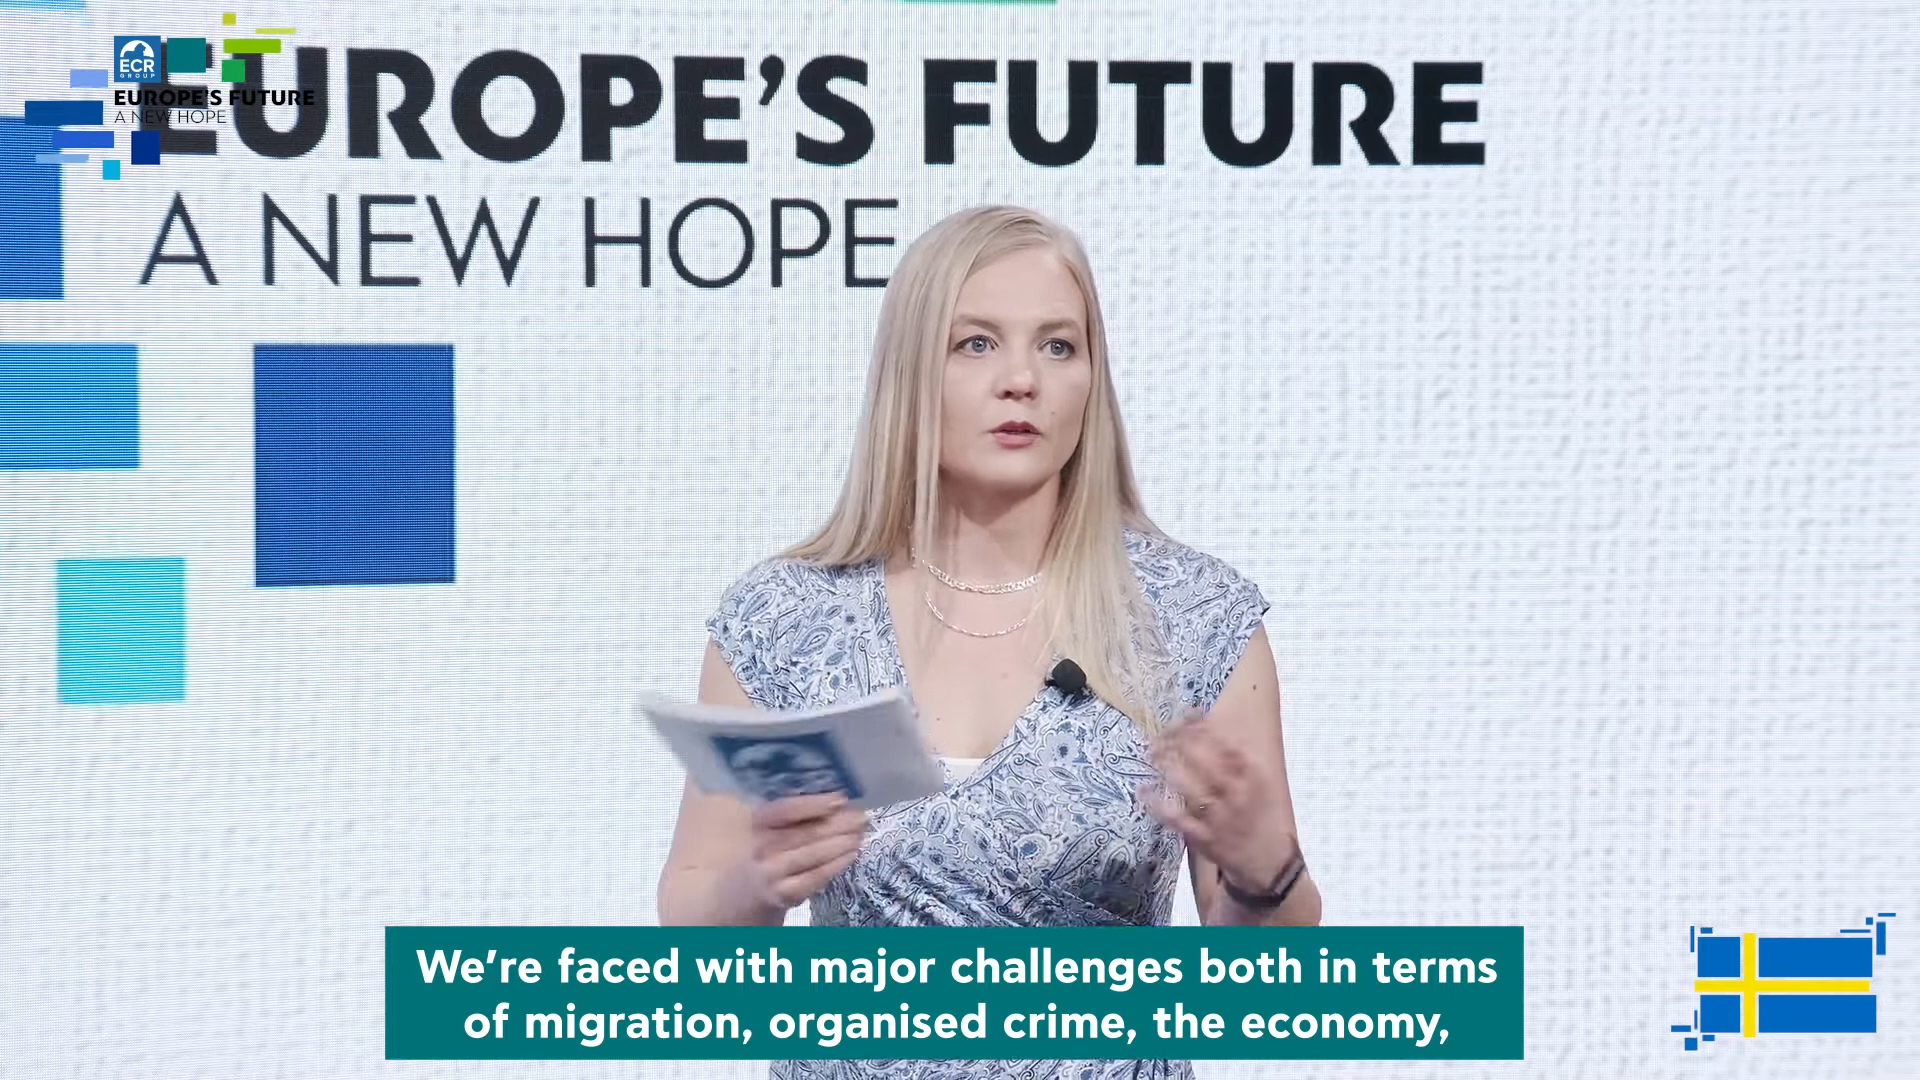 ECR
GROUP
EUROPE'S FUTURE
A NEW HOPE
EUROPE'S FUTURE
A NEW HOPE
We're faced with major challenges both in terms
of migration, organised crime, the economy,